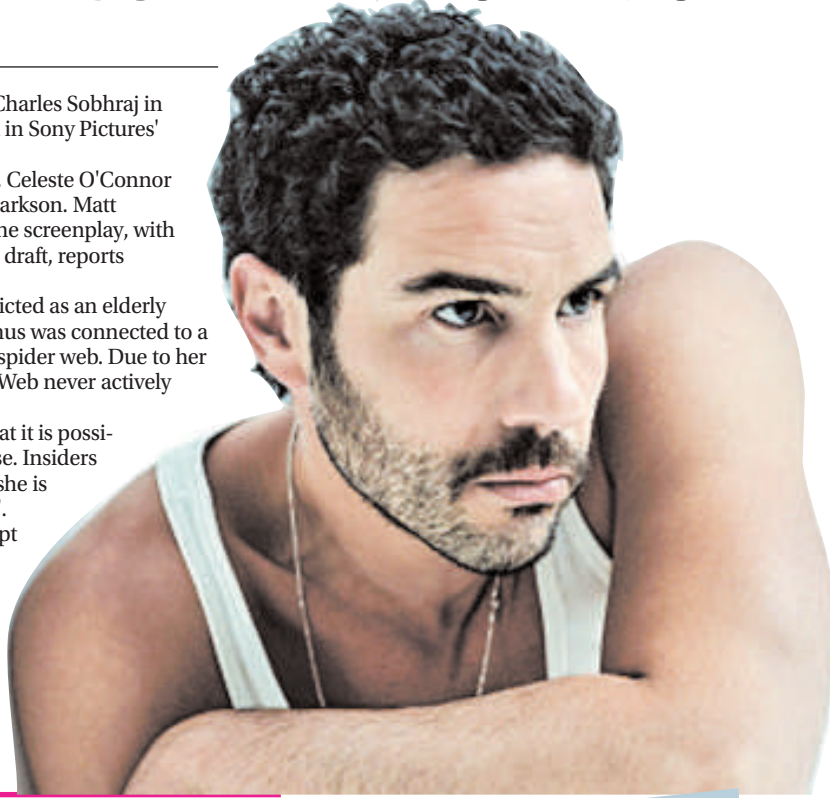 Charles Sobhraj in
in Sony Pictures'
Celeste O'Connor
arkson. Matt
he screenplay, with
draft, reports
icted as an elderly
nus was connected to a
spider web. Due to her
Web never actively
at it is possi-
se. Insiders
she is
'.
pt